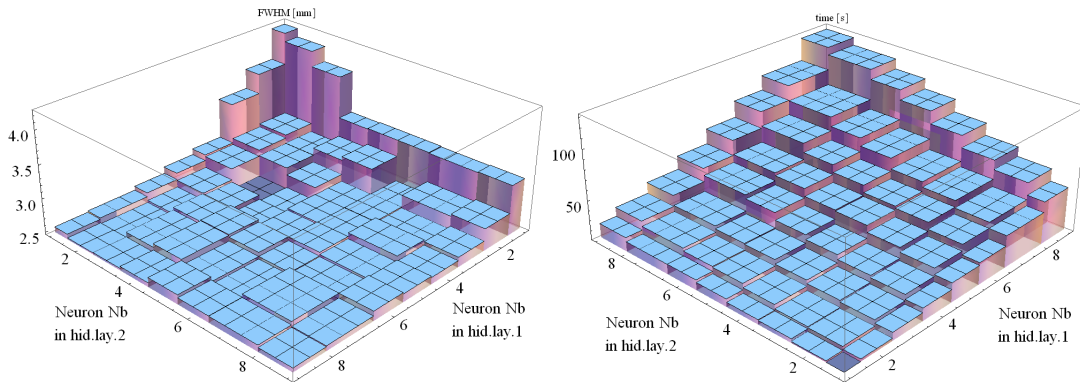 FWHM [mm]
4.0
3.5
3.0
2.5
2
4
6
8
Neuron Nb
in hid.lay.2
2
4
6
8
Neuron Nb
in hid.lay.1
time [s]
100
50
8
6
4
2
Neuron Nb
in hid.lay.2
8
6
4
2
Neuron Nb
in hid.lay.1